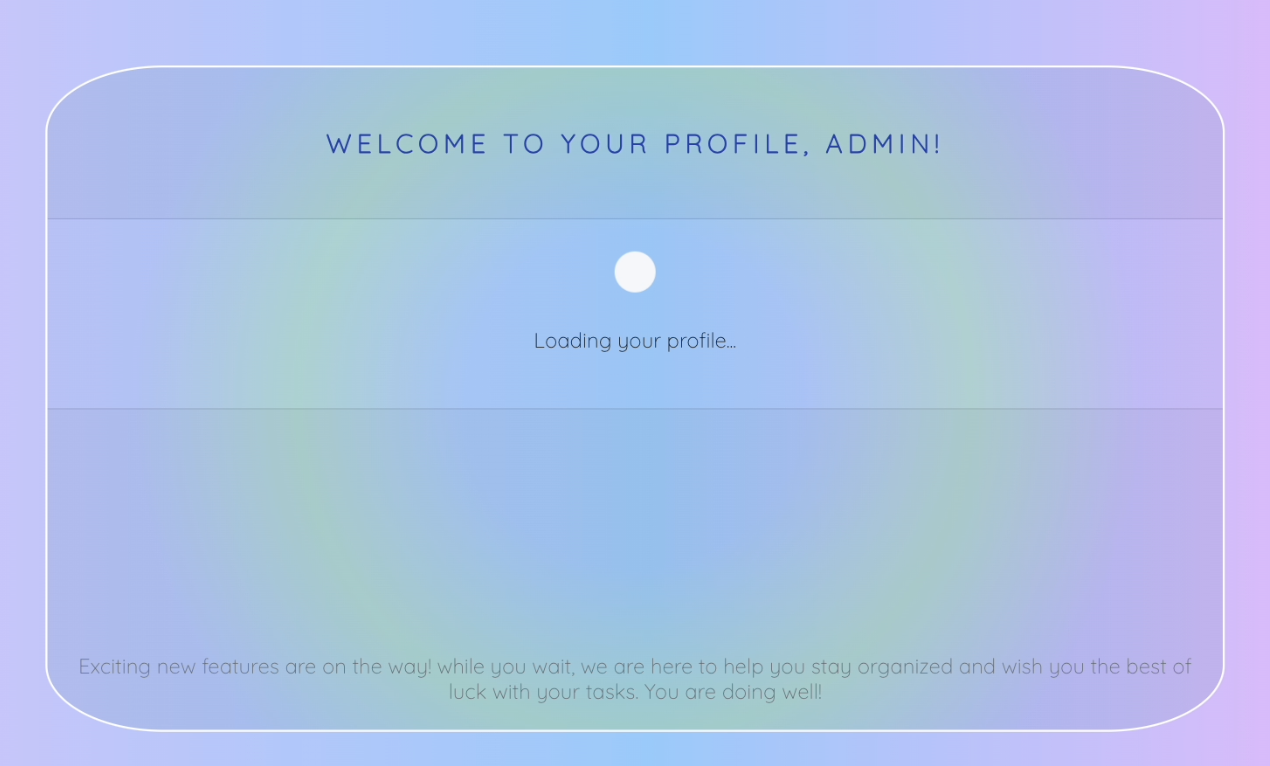 WELCOME TO YOUR PROFILE, ADMIN!
Loading your profile...
Exciting new features are on the way! while you wait, we are here to help you stay organized and wish you the best of
luck with your tasks. You are doing well!